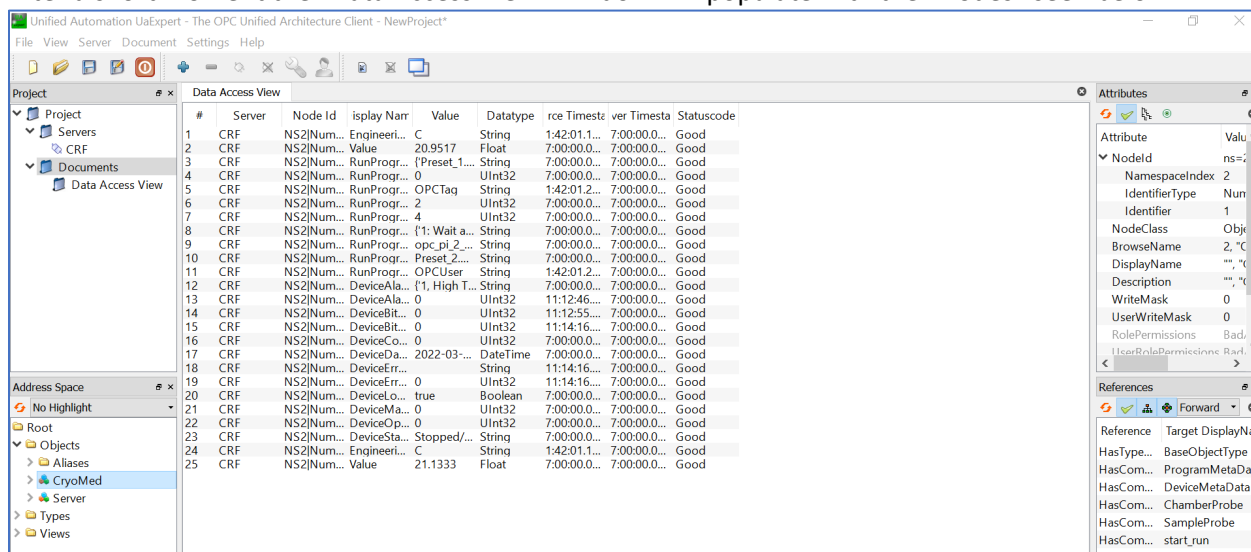 Unified Automation UaExpert - The OPC Unified Architecture Client - NewProject*
File View Server Document Settings Help
Project
Project
Servers
CRF
Documents
Data Access View
Data Access View
# Server Node Id isplay Nam Value Datatype rce Timesta ver Timesta Statuscode
1 CRF NS2|Num... Engineeri... C String 1:42:01.1... 7:00:00.0... Good
2 CRF NS2|Num... Value 20.9517 Float 7:00:00.0... 7:00:00.0... Good
3 CRF NS2|Num... RunProgr... {'Preset_1.... String 7:00:00.0... 7:00:00.0... Good
4 CRF NS2|Num... RunProgr... 0 UInt32 7:00:00.0... 7:00:00.0... Good
5 CRF NS2|Num... RunProgr... OPCTag String 1:42:01.2... 7:00:00.0... Good
6 CRF NS2|Num... RunProgr... 2 UInt32 7:00:00.0... 7:00:00.0... Good
7 CRF NS2|Num... RunProgr... 4 UInt32 7:00:00.0... 7:00:00.0... Good
8 CRF NS2|Num... RunProgr... {'1: Wait a... String 7:00:00.0... 7:00:00.0... Good
9 CRF NS2|Num... RunProgr... opc_pi_2_... String 7:00:00.0... 7:00:00.0... Good
10 CRF NS2|Num... RunProgr... Preset_2.... String 7:00:00.0... 7:00:00.0... Good
11 CRF NS2|Num... RunProgr... OPCUser String 1:42:01.2... 7:00:00.0... Good
12 CRF NS2|Num... DeviceAla... {'1, High T... String 7:00:00.0... 7:00:00.0... Good
13 CRF NS2|Num... DeviceAla... 0 UInt32 11:12:46.... 7:00:00.0... Good
14 CRF NS2|Num... DeviceBit... 0 UInt32 11:12:55.... 7:00:00.0... Good
15 CRF NS2|Num... DeviceBit... 0 UInt32 11:14:16.... 7:00:00.0... Good
16 CRF NS2|Num... DeviceCo... 0 UInt32 7:00:00.0... 7:00:00.0... Good
17 CRF NS2|Num... DeviceDa... 2022-03-... DateTime 7:00:00.0... 7:00:00.0... Good
18 CRF NS2|Num... DeviceErr... String 11:14:16.... 7:00:00.0... Good
19 CRF NS2|Num... DeviceErr... 0 UInt32 11:14:16.... 7:00:00.0... Good
20 CRF NS2|Num... DeviceLo... true Boolean 7:00:00.0... 7:00:00.0... Good
21 CRF NS2|Num... DeviceMa... 0 UInt32 7:00:00.0... 7:00:00.0... Good
22 CRF NS2|Num... DeviceOp... 0 UInt32 7:00:00.0... 7:00:00.0... Good
23 CRF NS2|Num... DeviceSta... Stopped/... String 7:00:00.0... 7:00:00.0... Good
24 CRF NS2|Num... Engineeri... C String 1:42:01.1... 7:00:00.0... Good
25 CRF NS2|Num... Value 21.1333 Float 7:00:00.0... 7:00:00.0... Good
Attributes
Attribute Valu
NodeId ns=2
NamespaceIndex 2
IdentifierType Num
Identifier 1
NodeClass Obje
BrowseName 2, "C
DisplayName "", "C
Description "", "C
WriteMask 0
UserWriteMask 0
RolePermissions Bad
UserRolePermissions Bad
Address Space
No Highlight
Root
Objects
Aliases
CryoMed
Server
Types
Views
References
Forward
Reference Target DisplayNa
HasType... BaseObjectType
HasCom... ProgramMetaDa
HasCom... DeviceMetaData
HasCom... ChamberProbe
HasCom... SampleProbe
HasCom... start_run